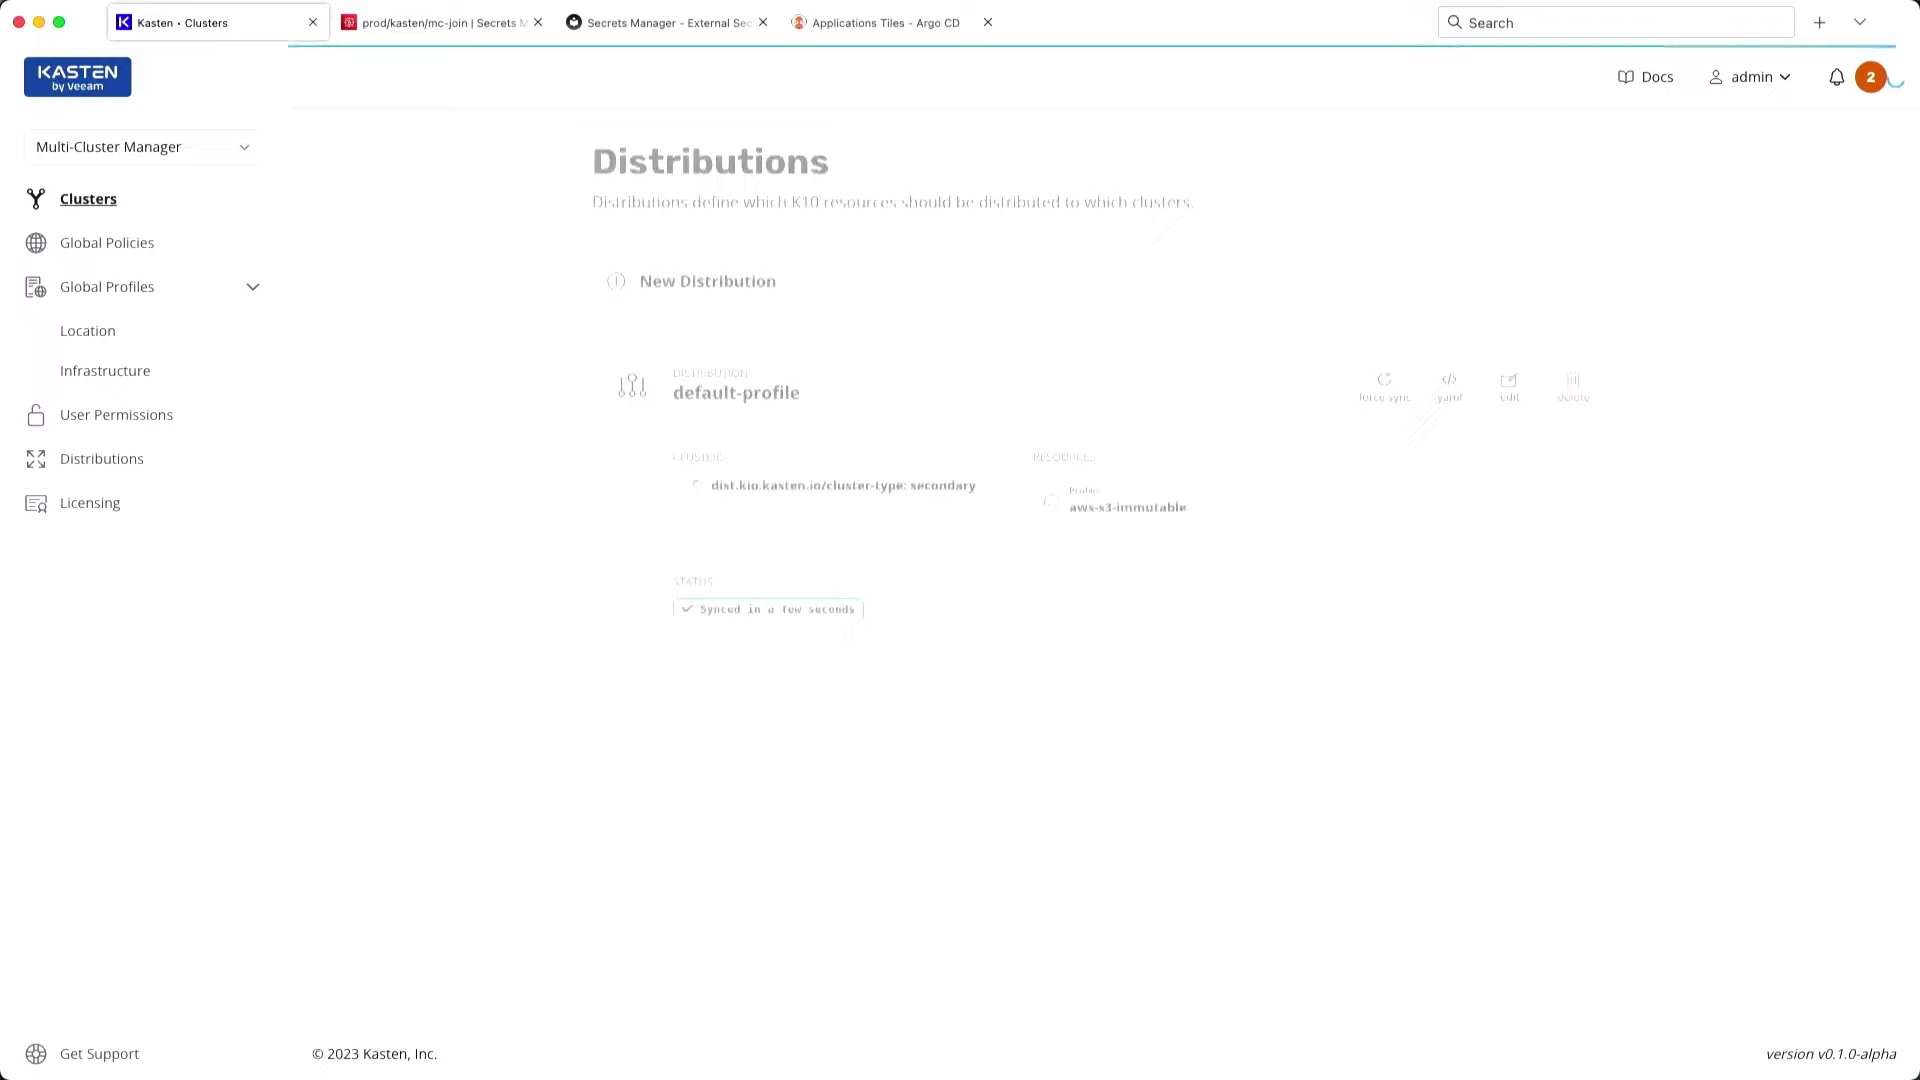 Kasten • Clusters
prod/kasten/mc-join | Secrets M
Secrets Manager - External Sec
Applications Tiles - Argo CD
Search
KASTEN
by Veeam
Docs
admin
2
Multi-Cluster Manager
Clusters
Global Policies
Global Profiles
Location
Infrastructure
User Permissions
Distributions
Licensing
Distributions
Distributions define which K10 resources should be distributed to which clusters.
New Distribution
DISTRIBUTION
default-profile
force sync
yaml
edit
delete
CLUSTERS
dist.kio.kasten.io/cluster-type: secondary
RESOURCES
Profile
aws-s3-immutable
STATUS
Synced in a few seconds
Get Support
© 2023 Kasten, Inc.
version v0.1.0-alpha